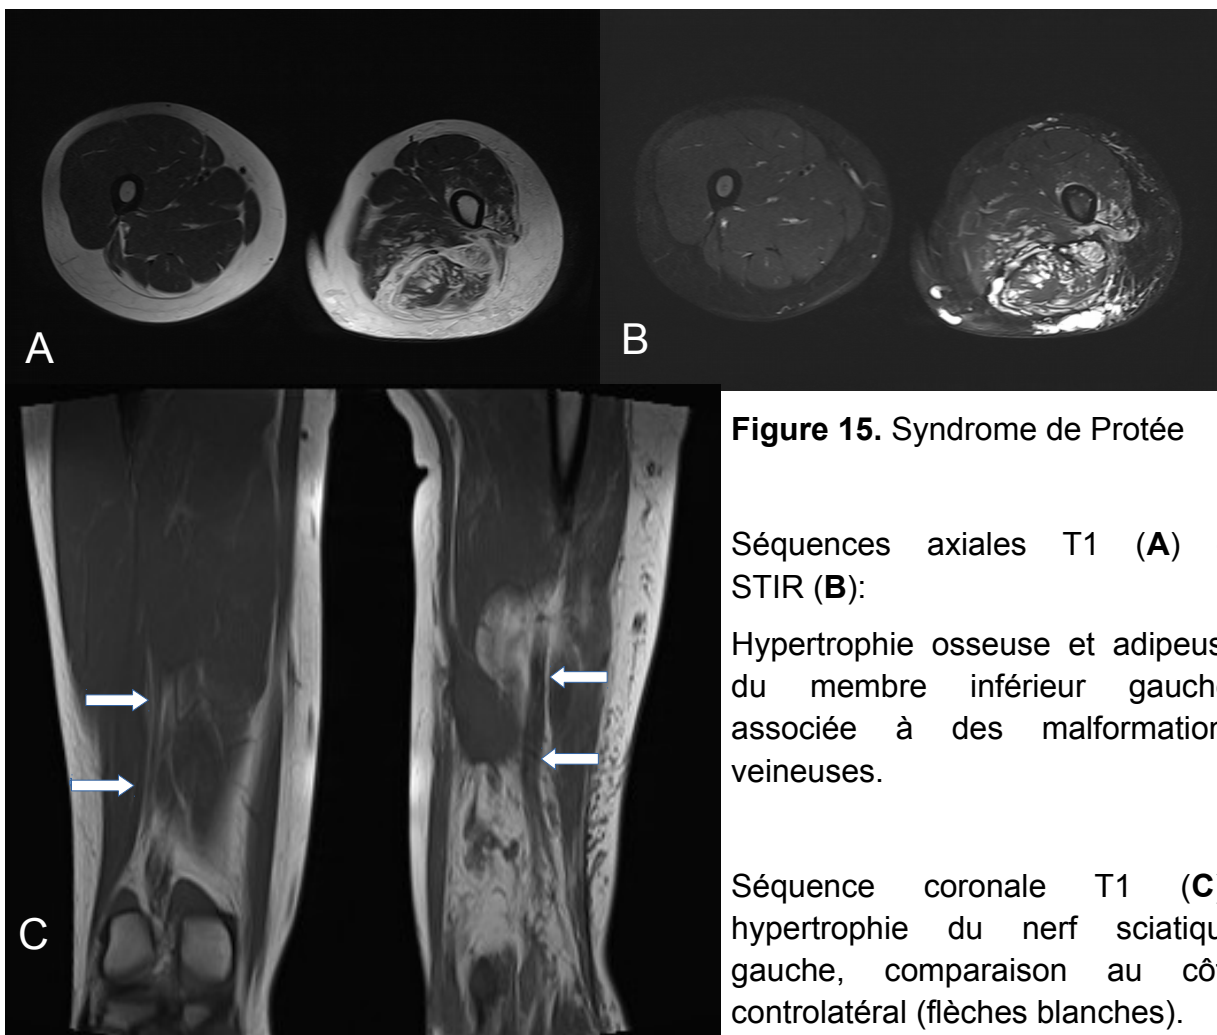 A
B
C
Figure 15. Syndrome de Protée
Séquences axiales T1 (A)
STIR (B):
Hypertrophie osseuse et adipeus
du membre inférieur gauch
associée à des malformation
veineuses.
Séquence coronale T1 (C)
hypertrophie du nerf sciatiqu
gauche, comparaison au côt
controlatéral (flèches blanches).